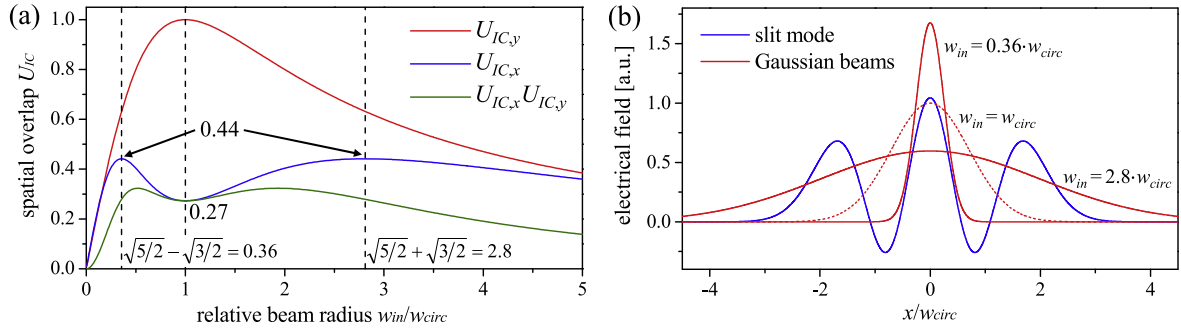 (a)
1.0
0.8
0.6
0.4
0.2
0.0
spatial overlap U_IC
U_IC,y
U_IC,x
U_IC,x U_IC,y
0.44
0.27
√5/2 − √3/2 = 0.36
√5/2 + √3/2 = 2.8
0 1 2 3 4 5
relative beam radius w_in/w_circ
(b)
1.5
1.0
0.5
0.0
electrical field [a.u.]
slit mode
Gaussian beams
w_in = 0.36·w_circ
w_in = w_circ
w_in = 2.8·w_circ
-4 -2 0 2 4
x/w_circ